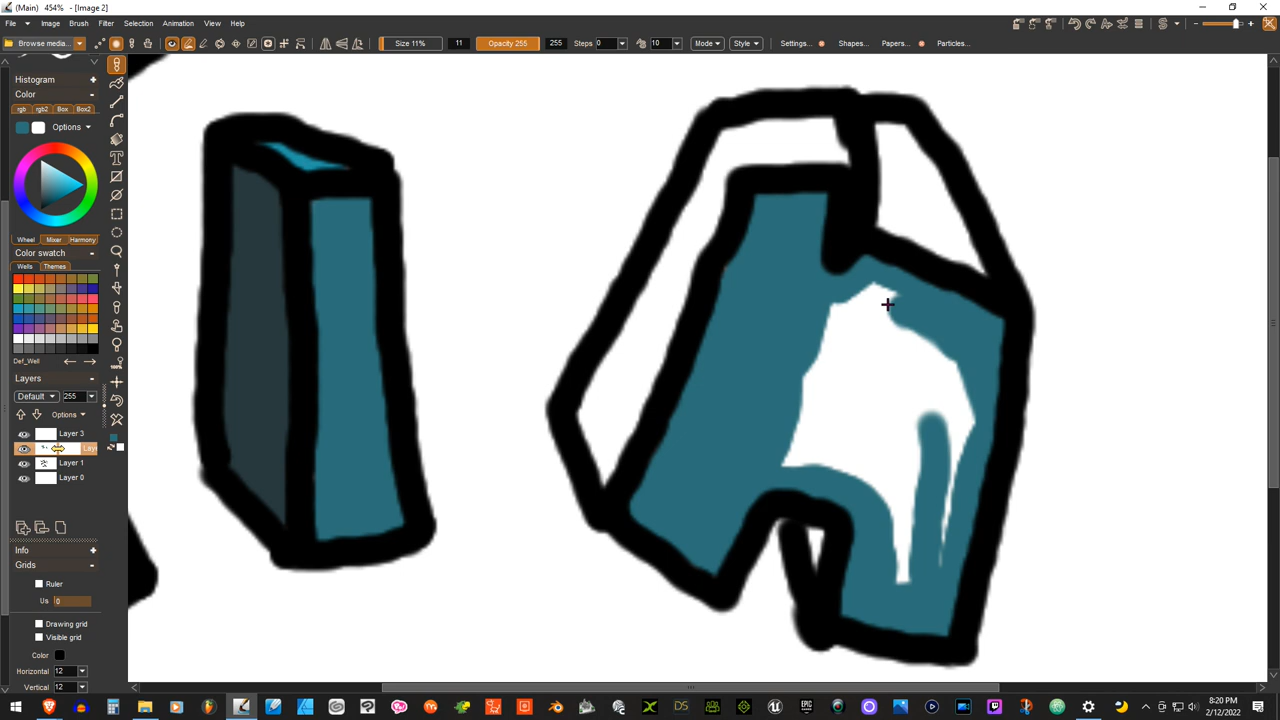 (Main) 454% - [Image 2]
File Image Brush Filter Selection Animation View Help
Browse media... Size 11% 11 Opacity 255 255 Steps 0 10 Mode Style Settings... Shapes... Papers... Particles...
Histogram
Color
rgb rgb2 Box Box2
Options
Wheel Mixer Harmony
Color swatch
Wells Themes
Def_Well
Layers
Default 255
Options
Layer 3
Laye
Layer 1
Layer 0
Info
Grids
Ruler
Us 0
Drawing grid
Visible grid
Color
Horizontal 12
Vertical 12
8:20 PM
2/12/2022